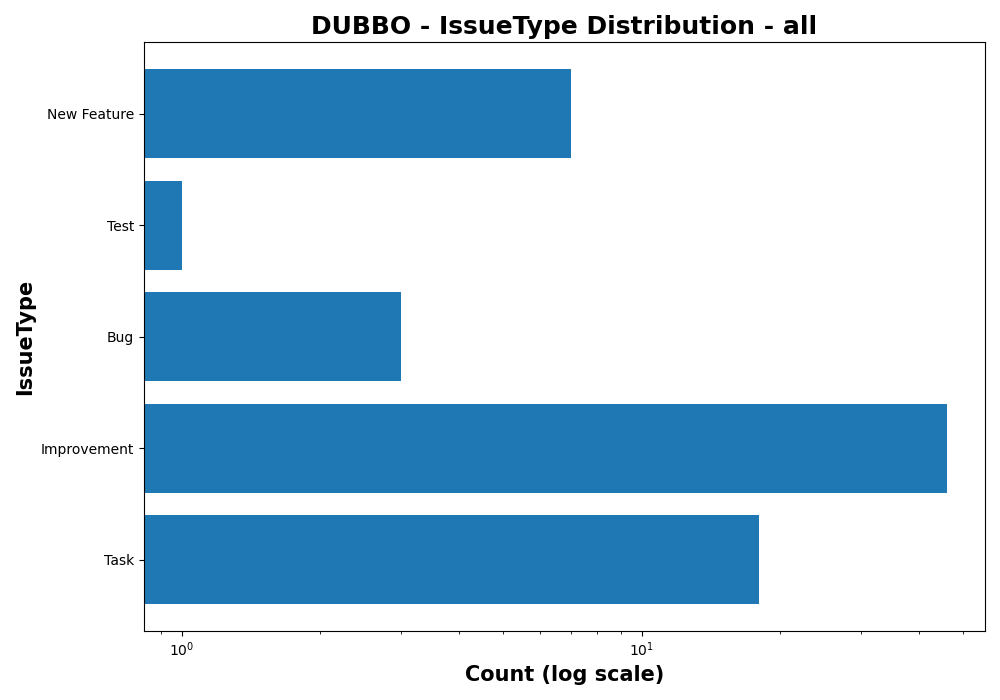 DUBBO - IssueType Distribution - all
IssueType
New Feature
Test
Bug
Improvement
Task
10⁰
10¹
Count (log scale)